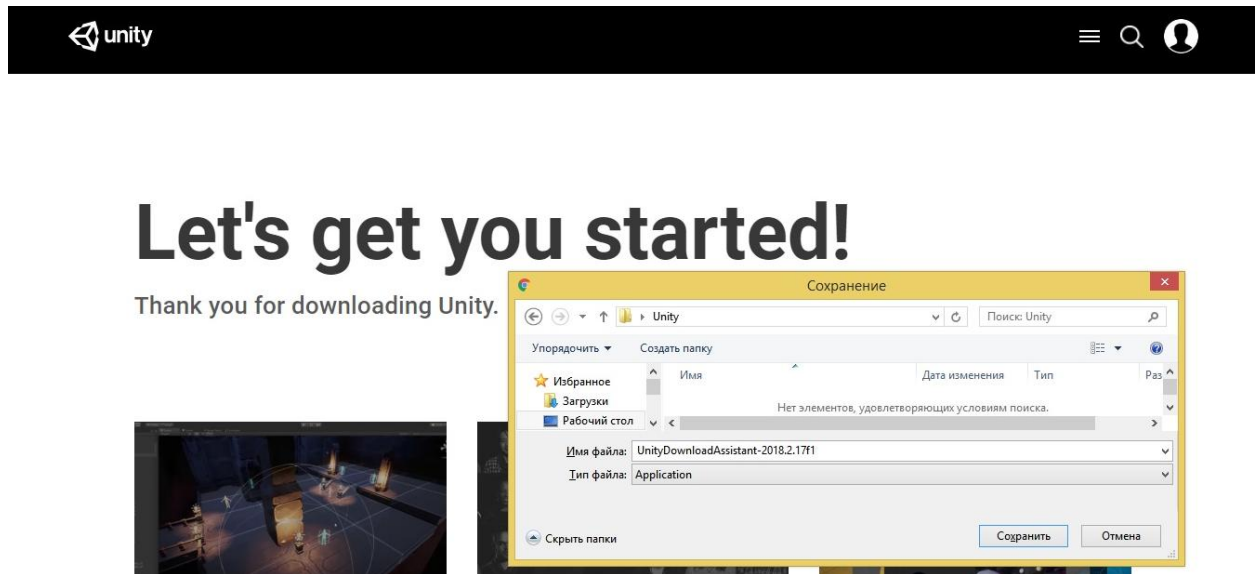 unity
Let's get you started!
Thank you for downloading Unity.
Сохранение
Unity
Поиск: Unity
Упорядочить
Создать папку
Избранное
Загрузки
Рабочий стол
Имя
Дата изменения
Тип
Раз
Нет элементов, удовлетворяющих условиям поиска.
Имя файла: UnityDownloadAssistant-2018.2.17f1
Тип файла: Application
Скрыть папки
Сохранить
Отмена